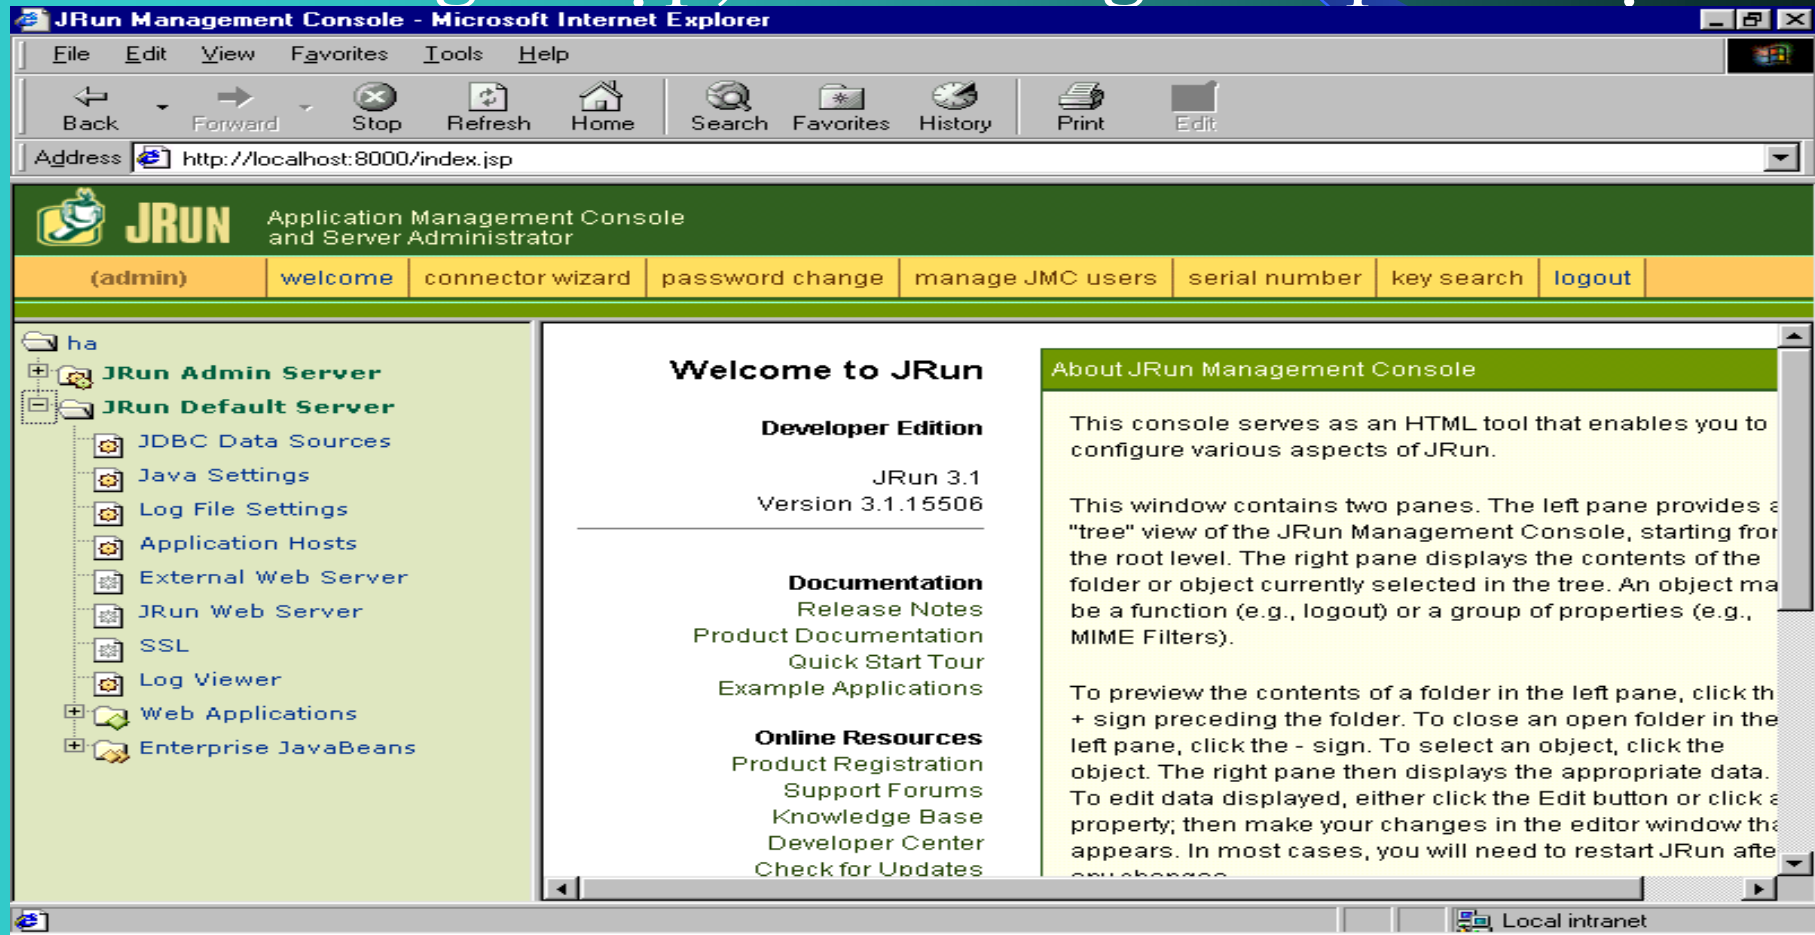 JRun Management Console - Microsoft Internet Explorer
File Edit View Favorites Tools Help
Back Forward Stop Refresh Home Search Favorites History Print Edit
Address http://localhost:8000/index.jsp
JRUN Application Management Console
and Server Administrator
(admin) welcome connector wizard password change manage JMC users serial number key search logout
ha
JRun Admin Server
JRun Default Server
JDBC Data Sources
Java Settings
Log File Settings
Application Hosts
External Web Server
JRun Web Server
SSL
Log Viewer
Web Applications
Enterprise JavaBeans
Welcome to JRun
Developer Edition
JRun 3.1
Version 3.1.15506
Documentation
Release Notes
Product Documentation
Quick Start Tour
Example Applications
Online Resources
Product Registration
Support Forums
Knowledge Base
Developer Center
Check for Updates
About JRun Management Console
This console serves as an HTML tool that enables you to
configure various aspects of JRun.
This window contains two panes. The left pane provides a
"tree" view of the JRun Management Console, starting
the root level. The right pane displays the contents of the
folder or object currently selected in the tree. An object
be a function (e.g., logout) or a group of properties (e.g.,
MIME Filters).
To preview the contents of a folder in the left pane, click
+ sign preceding the folder. To close an open folder in the
left pane, click the - sign. To select an object, click the
object. The right pane then displays the appropriate data.
To edit data displayed, either click the Edit button or click
property; then make your changes in the editor window
appears. In most cases, you will need to restart JRun
Local intranet